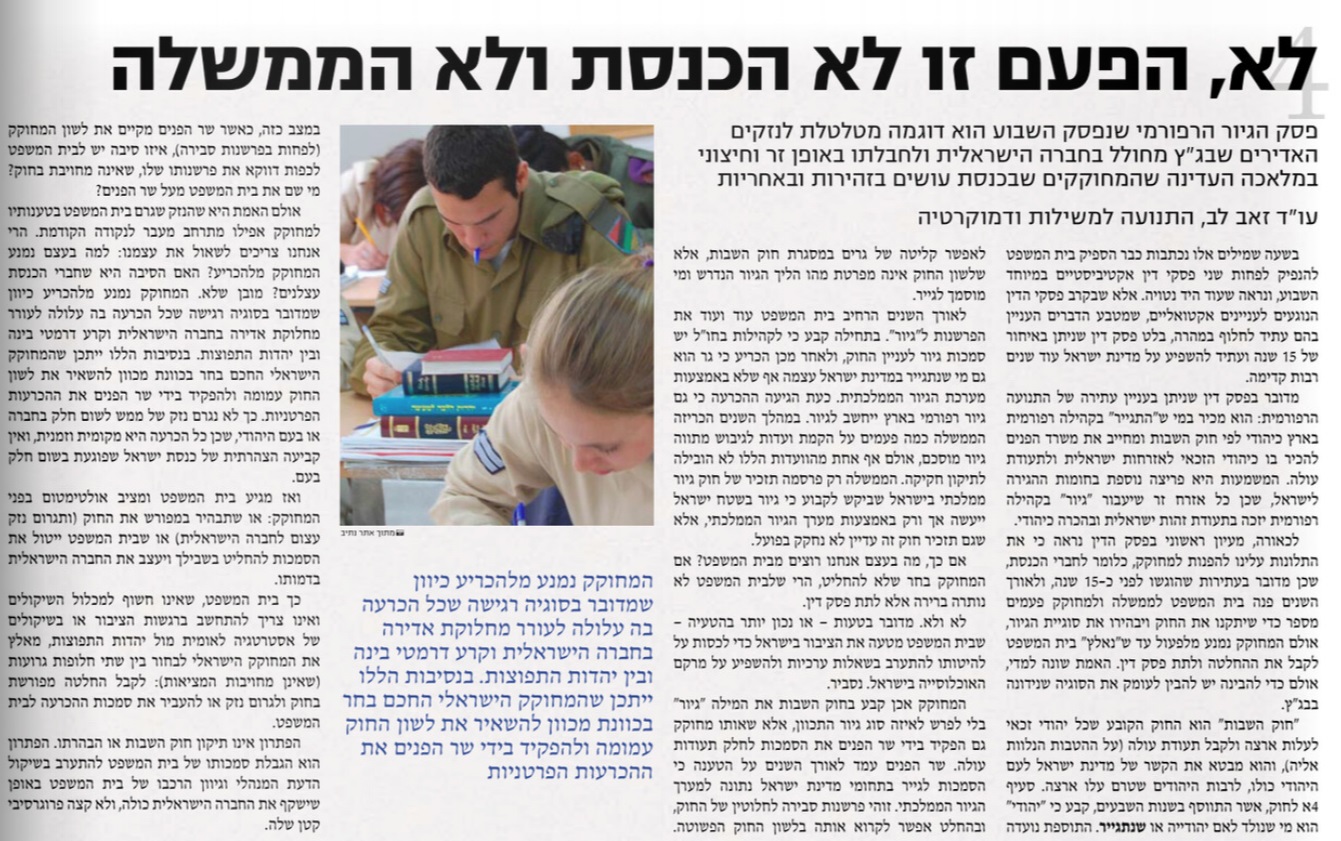 4
לא, הפעם זו לא הכנסת ולא הממשלה
פסק הגיור הרפורמי שנפסק השבוע הוא דוגמה מטלטלת לנזקים
האדירים שבג"ץ מחולל בחברה הישראלית ולחבלתו באופן זר וחיצוני
במלאכה העדינה שהמחוקקים שבכנסת עושים בזהירות ובאחריות
עו"ד זאב לב, התנועה למשילות ודמוקרטיה
בשעה שמילים אלו נכתבות כבר הספיק בית המשפט
להנפיק לפחות שני פסקי דין אקטיביסטיים במיוחד
השבוע, ונראה שעוד היד נטויה. אלא שבקרב פסקי הדין
הנוגעים לעניינים אקטואליים, שמטבע הדברים העניין
בהם עתיד לחלוף במהרה, בלט פסק דין שניתן באיחור
של 15 שנה ועתיד להשפיע על מדינת ישראל עוד שנים
רבות קדימה.
מדובר בפסק דין שניתן בעניין עתירה של התנועה
הרפורמית: הוא מכיר במי ש"התגייר" בקהילה רפורמית
בארץ כיהודי לפי חוק השבות ומחייב את משרד הפנים
להכיר בו כיהודי הזכאי לאזרחות ישראלית ולתעודת
עולה. המשמעות היא פריצה נוספת בחומות ההגירה
לישראל, שכן כל אזרח זר שיעבור "גיור" בקהילה
רפורמית יזכה בתעודת זהות ישראלית ובהכרה כיהודי.
לכאורה, מעיון ראשוני בפסק הדין נראה כי את
התלונות עלינו להפנות למחוקק, כלומר לחברי הכנסת,
שכן מדובר בעתירות שהוגשו לפני כ-15 שנה, ולאורך
השנים פנה בית המשפט לממשלה ולמחוקק פעמים
מספר כדי שיתקנו את החוק ויבהירו את סוגיית הגיור,
אולם המחוקק נמנע מלפעול עד ש"נאלץ" בית המשפט
לקבל את ההחלטה ולתת פסק דין. האמת שונה למדי,
אולם כדי להבינה יש להבין לעומק את הסוגיה שנידונה
בבג"ץ.
"חוק השבות" הוא החוק הקובע שכל יהודי זכאי
לעלות ארצה ולקבל תעודת עולה (על ההטבות הנלוות
אליה), והוא מבטא את הקשר של מדינת ישראל לעם
היהודי כולו, לרבות היהודים שטרם עלו ארצה. סעיף
4א לחוק, אשר התווסף בשנות השבעים, קבע כי "יהודי"
הוא מי שנולד לאם יהודייה או שנתגייר. התוספת נועדה
לאפשר קליטה של גרים במסגרת חוק השבות, אלא
שלשון החוק אינה מפרטת מהו הליך הגיור הנדרש ומי
מוסמך לגייר.
לאורך השנים הרחיב בית המשפט עוד ועוד את
הפרשנות ל"גיור". בתחילה קבע כי לקהילות בחו"ל יש
סמכות גיור לעניין החוק, ולאחר מכן הכריע כי גר הוא
גם מי שנתגייר במדינת ישראל עצמה אף שלא באמצעות
מערכת הגיור הממלכתית. כעת הגיעה ההכרעה כי גם
גיור רפורמי בארץ ייחשב לגיור. במהלך השנים הכריזה
הממשלה כמה פעמים על הקמת ועדות לגיבוש מתווה
גיור מוסכם, אולם אף אחת מהוועדות הללו לא הובילה
לתיקון חקיקה. הממשלה רק פרסמה תזכיר של חוק גיור
ממלכתי בישראל שביקש לקבוע כי גיור בשטח ישראל
ייעשה אך ורק באמצעות מערך הגיור הממלכתי, אלא
שגם תזכיר חוק זה עדיין לא נחקק בפועל.
אם כך, מה בעצם אנחנו רוצים מבית המשפט? אם
המחוקק בחר שלא להחליט, הרי שלבית המשפט לא
נותרה ברירה אלא לתת פסק דין.
לא ולא. מדובר בטעות – או נכון יותר בהטעיה –
שבית המשפט מטעה את הציבור בישראל כדי לכסות על
להיטותו להתערב בשאלות ערכיות ולהשפיע על מרקם
האוכלוסייה בישראל. נסביר.
המחוקק אכן קבע בחוק השבות את המילה "גיור"
בלי לפרש לאיזה סוג גיור התכוון, אלא שאותו מחוקק
גם הפקיד בידי שר הפנים את הסמכות לחלק תעודות
עולה. שר הפנים עמד לאורך השנים על הטענה כי
הסמכות לגייר בתחומי מדינת ישראל נתונה למערך
הגיור הממלכתי. זוהי פרשנות סבירה לחלוטין של החוק,
ובהחלט אפשר לקרוא אותה בלשון החוק הפשוטה.
מתוך אתר נתיב
המחוקק נמנע מלהכריע כיוון
שמדובר בסוגיה רגישה שכל הכרעה
בה עלולה לעורר מחלוקת אדירה
בחברה הישראלית וקרע דרמטי בינה
ובין יהדות התפוצות. בנסיבות הללו
ייתכן שהמחוקק הישראלי החכם בחר
בכוונת מכוון להשאיר את לשון החוק
עמומה ולהפקיד בידי שר הפנים את
ההכרעות הפרטניות
במצב כזה, כאשר שר הפנים מקיים את לשון המחוקק
(לפחות בפרשנות סבירה), איזו סיבה יש לבית המשפט
לכפות דווקא את פרשנותו שלו, שאינה מחויבת בחוק?
מי שם את בית המשפט מעל שר הפנים?
אולם האמת היא שהנזק שגרם בית המשפט בטענותיו
למחוקק אפילו מתרחב מעבר לנקודה הקודמת. הרי
אנחנו צריכים לשאול את עצמנו: למה בעצם נמנע
המחוקק מלהכריע? האם הסיבה היא שחברי הכנסת
עצלנים? מובן שלא. המחוקק נמנע מלהכריע כיוון
שמדובר בסוגיה רגישה שכל הכרעה בה עלולה לעורר
מחלוקת אדירה בחברה הישראלית וקרע דרמטי בינה
ובין יהדות התפוצות. בנסיבות הללו ייתכן שהמחוקק
הישראלי החכם בחר בכוונת מכוון להשאיר את לשון
החוק עמומה ולהפקיד בידי שר הפנים את ההכרעות
הפרטניות. כך לא נגרם נזק של ממש לשום חלק בחברה
או בעם היהודי, שכן כל הכרעה היא מקומית וזמנית, ואין
קביעה הצהרתית של כנסת ישראל שפוגעת בשום חלק
בעם.
ואז מגיע בית המשפט ומציב אולטימטום בפני
המחוקק: או שתבהיר במפורש את החוק (ותגרום נזק
עצום לחברה הישראלית) או שבית המשפט ייטול את
הסמכות להחליט בשבילך ויעצב את החברה הישראלית
בדמותו.
כך בית המשפט, שאינו חשוף למכלול השיקולים
ואינו צריך להתחשב ברגשות הציבור או בשיקולים
של אסטרטגיה לאומית מול יהדות התפוצות, מאלץ
את המחוקק הישראלי לבחור בין שתי חלופות גרועות
(שאינן מחויבות המציאות): לקבל החלטה מפורשת
בחוק ולגרום נזק או להעביר את סמכות ההכרעה לבית
המשפט.
הפתרון אינו תיקון חוק השבות או הבהרתו. הפתרון
הוא הגבלת סמכותו של בית המשפט להתערב בשיקול
הדעת המנהלי וגיוון הרכבו של בית המשפט באופן
שישקף את החברה הישראלית כולה, ולא קצה פרוגרסיבי
קטן שלה.